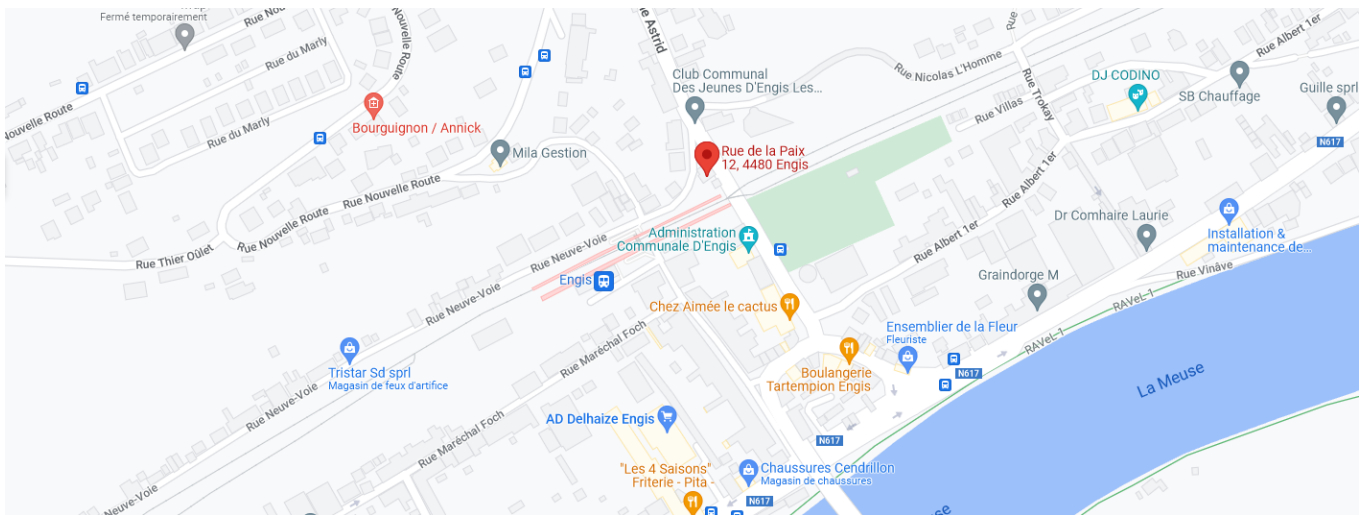 Fermé temporairement
Nouvelle Route
Rue du Marly
Nouvelle Route
e Astrid
Rue
Rue Nicolas L'Homme
Rue Albert 1er
Club Communal
Des Jeunes D'Engis Les...
DJ CODINO
SB Chauffage
Guille sprl
Rue Villas
Rue Trokay
Nouvelle Route
Rue du Marly
Bourguignon / Annick
N617
Mila Gestion
Rue de la Paix
12, 4480 Engis
Rue Nouvelle Route
Rue Albert 1er
Rue Nouvelle Route
Dr Comhaire Laurie
Administration
Communale D'Engis
Installation &
maintenance de...
Rue Thier Oûlet
Rue Neuve-Voie
Rue Albert 1er
Rue Vinâve
Engis
Graindorge M
Rue Neuve-Voie
Chez Aimée le cactus
RAVeL 1
Ensemblier de la Fleur
Fleuriste
RAVeL 1
Rue Maréchal Foch
Tristar Sd sprl
Magasin de feux d'artifice
Boulangerie
Tartempion Engis
N617
La Meuse
Rue Neuve-Voie
AD Delhaize Engis
Rue Maréchal Foch
N617
"Les 4 Saisons"
Friterie - Pita -
Chaussures Cendrillon
Magasin de chaussures
N617